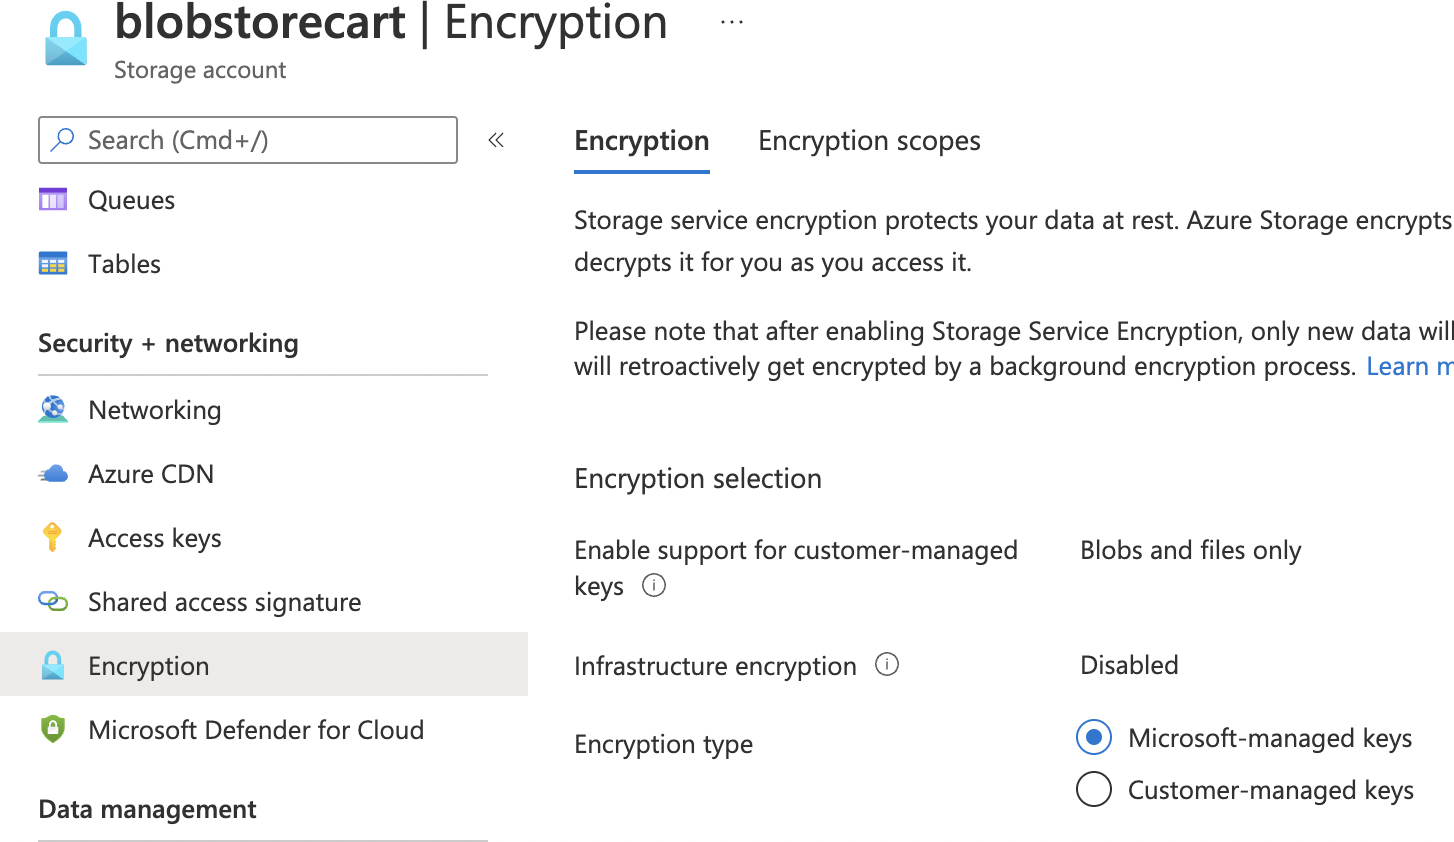 blobstorecart | Encryption ...
Storage account
Search (Cmd+/)
Queues
Tables
Security + networking
Networking
Azure CDN
Access keys
Shared access signature
Encryption
Microsoft Defender for Cloud
Data management
Encryption Encryption scopes
Storage service encryption protects your data at rest. Azure Storage encrypts
decrypts it for you as you access it.
Please note that after enabling Storage Service Encryption, only new data will
will retroactively get encrypted by a background encryption process. Learn m
Encryption selection
Enable support for customer-managed
keys
Blobs and files only
Infrastructure encryption Disabled
Encryption type
Microsoft-managed keys
Customer-managed keys